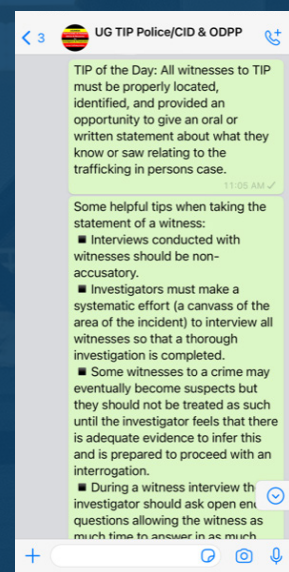 3
UG TIP Police/CID & ODPP
TIP of the Day: All witnesses to TIP
must be properly located,
identified, and provided an
opportunity to give an oral or
written statement about what they
know or saw relating to the
trafficking in persons case.
11:05 AM
Some helpful tips when taking the
statement of a witness:
■ Interviews conducted with
witnesses should be non-
accusatory.
■ Investigators must make a
systematic effort (a canvass of the
area of the incident) to interview all
witnesses so that a thorough
investigation is completed.
■ Some witnesses to a crime may
eventually become suspects but
they should not be treated as such
until the investigator feels that there
is adequate evidence to infer this
and is prepared to proceed with an
interrogation.
■ During a witness interview th
investigator should ask open en
questions allowing the witness as
much time to answer in as much